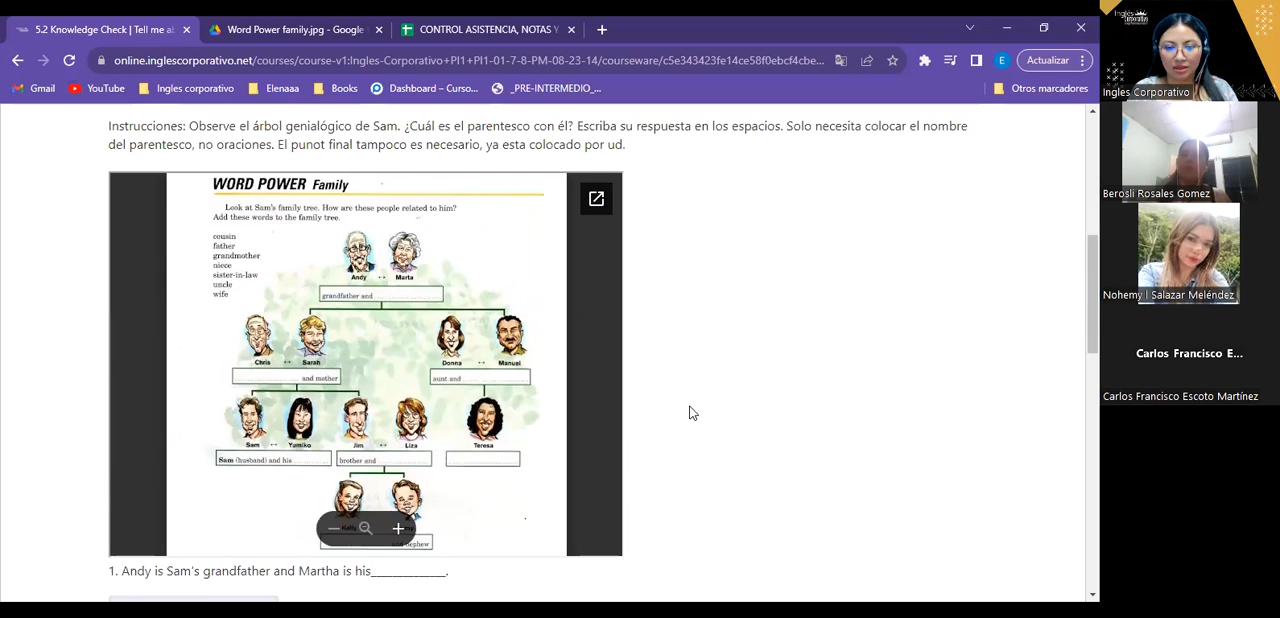 5.2 Knowledge Check | Tell me a
Word Power family.jpg - Google
CONTROL ASISTENCIA, NOTAS Y
online.inglescorporativo.net/courses/course-v1:Ingles-Corporativo+PI1+PI1-01-7-8-PM-08-23-14/courseware/c5e343423fe14ce58f0ebcf4cbe...
E
Actualizar
Gmail
YouTube
Ingles corporativo
Elenaaa
Books
Dashboard – Curso...
_PRE-INTERMEDIO_...
Otros marcadores
Instrucciones: Observe el árbol genialógico de Sam. ¿Cuál es el parentesco con él? Escriba su respuesta en los espacios. Solo necesita colocar el nombre
del parentesco, no oraciones. El punot final tampoco es necesario, ya esta colocado por ud.
WORD POWER Family
Look at Sam's family tree. How are these people related to him?
Add these words to the family tree.
cousin
father
grandmother
niece
sister-in-law
uncle
wife
Andy ↔ Marta
grandfather and
Chris ↔ Sarah
Donna ↔ Manuel
and mother
aunt and
Sam ↔ Yumiko
Jim ↔ Liza
Teresa
Sam (husband) and his
brother and
and nephew
1. Andy is Sam's grandfather and Martha is his_____________.
Inglés
Corporativo
Ingles Corporativo
Berosli Rosales Gomez
Nohemy I Salazar Meléndez
Carlos Francisco E...
Carlos Francisco Escoto Martínez